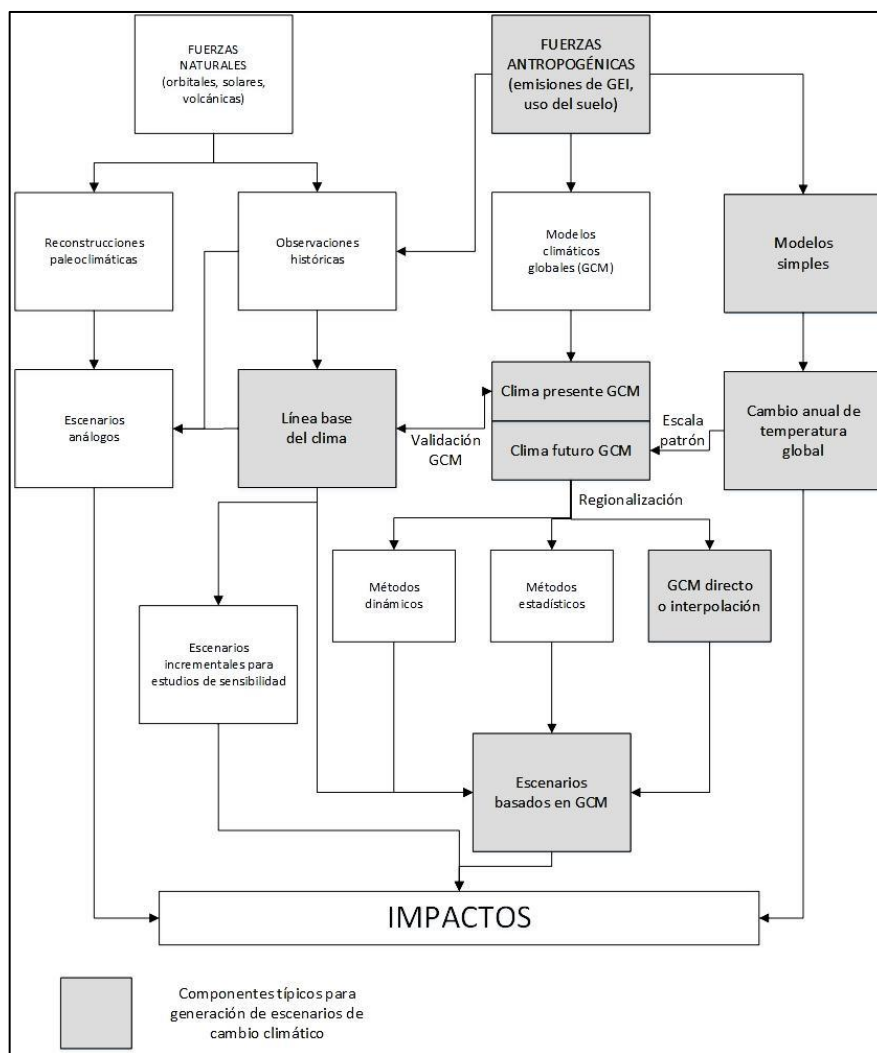 FUERZAS
NATURALES
(orbitales, solares,
volcánicas)
FUERZAS
ANTROPOGÉNICAS
(emisiones de GEI,
uso del suelo)
Reconstrucciones
paleoclimáticas
Observaciones
históricas
Modelos
climáticos
globales (GCM)
Modelos
simples
Escenarios
análogos
Línea base
del clima
Validación
GCM
Clima presente GCM
Clima futuro GCM
Escala
patrón
Cambio anual de
temperatura
global
Regionalización
Métodos
dinámicos
Métodos
estadísticos
GCM directo
o interpolación
Escenarios
incrementales para
estudios de sensibilidad
Escenarios
basados en GCM
IMPACTOS
Componentes típicos para
generación de escenarios de
cambio climático